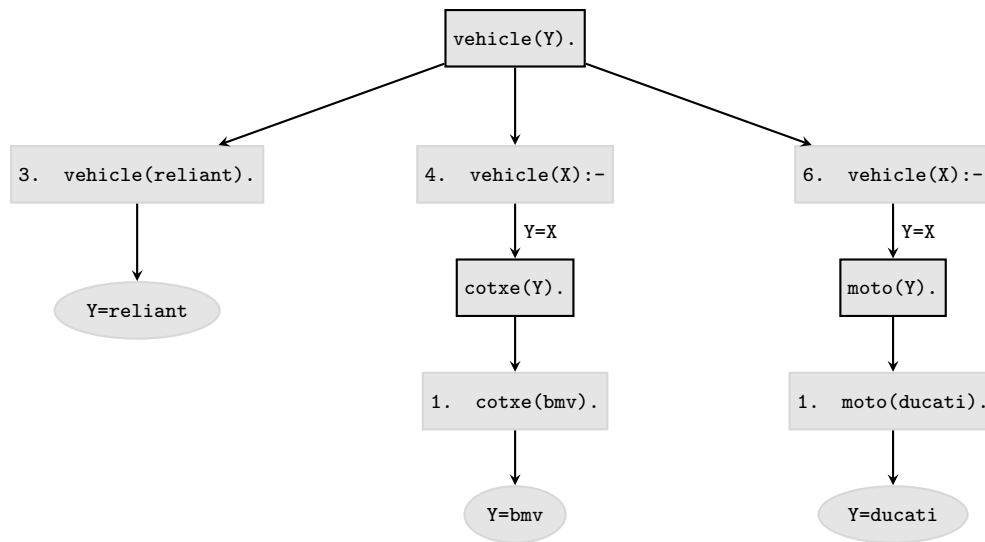 vehicle(Y).
3. vehicle(reliant).
4. vehicle(X):-
6. vehicle(X):-
Y=X
Y=X
Y=reliant
cotxe(Y).
moto(Y).
1. cotxe(bmv).
1. moto(ducati).
Y=bmv
Y=ducati